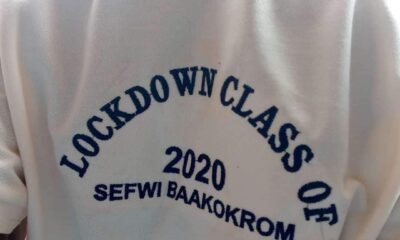 LOCKDOWN CLASS OF
2020
SEFWI BAAKOKROM